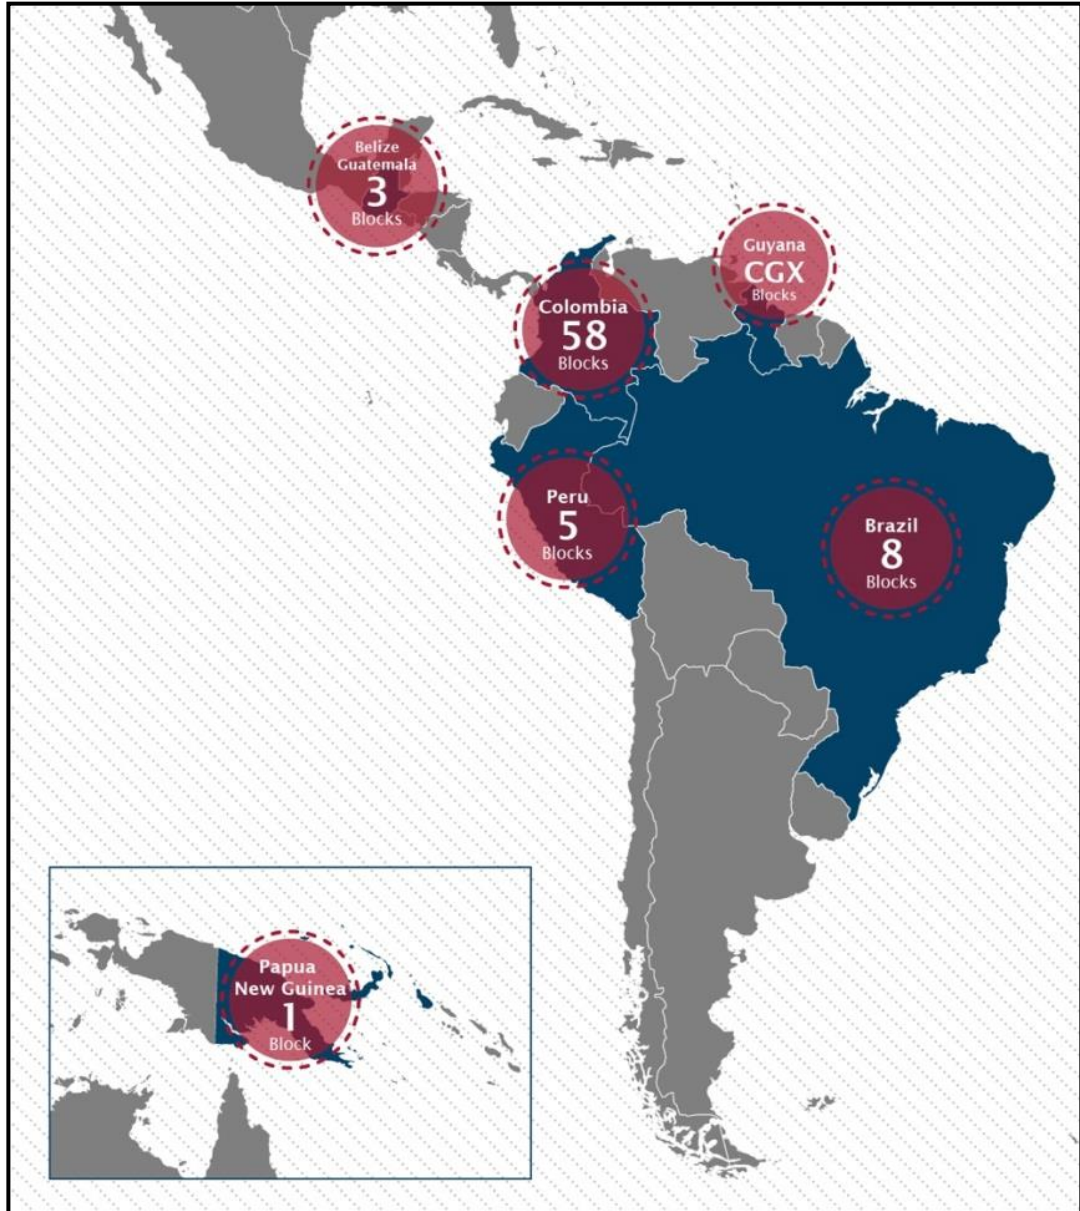 Belize
Guatemala
3
Blocks
Guyana
CGX
Blocks
Colombia
58
Blocks
Peru
5
Blocks
Brazil
8
Blocks
Papua
New Guinea
1
Block